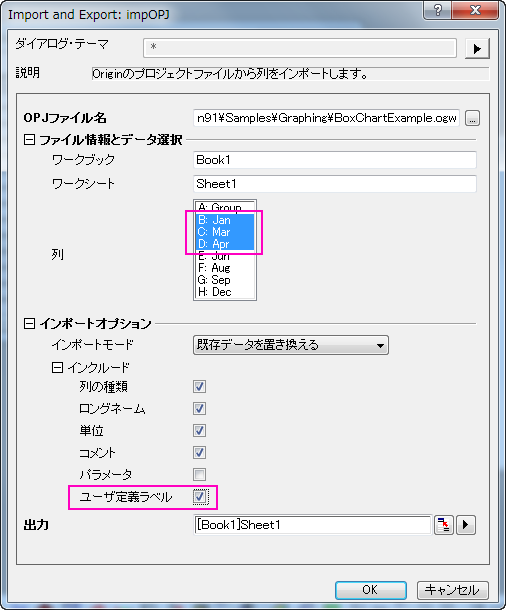 Import and Export: impOPJ
ダイアログ・テーマ *
説明 Originのプロジェクトファイルから列をインポートします。
OPJファイル名 n91¥Samples¥Graphing¥BoxChartExample.ogw ...
ファイル情報とデータ選択
ワークブック Book1
ワークシート Sheet1
列
A: Group
B: Jan
C: Mar
D: Apr
E: Jun
F: Aug
G: Sep
H: Dec
インポートオプション
インポートモード 既存データを置き換える
インクルード
列の種類
ロングネーム
単位
コメント
パラメータ
ユーザ定義ラベル
出力 [Book1]Sheet1
OK キャンセル